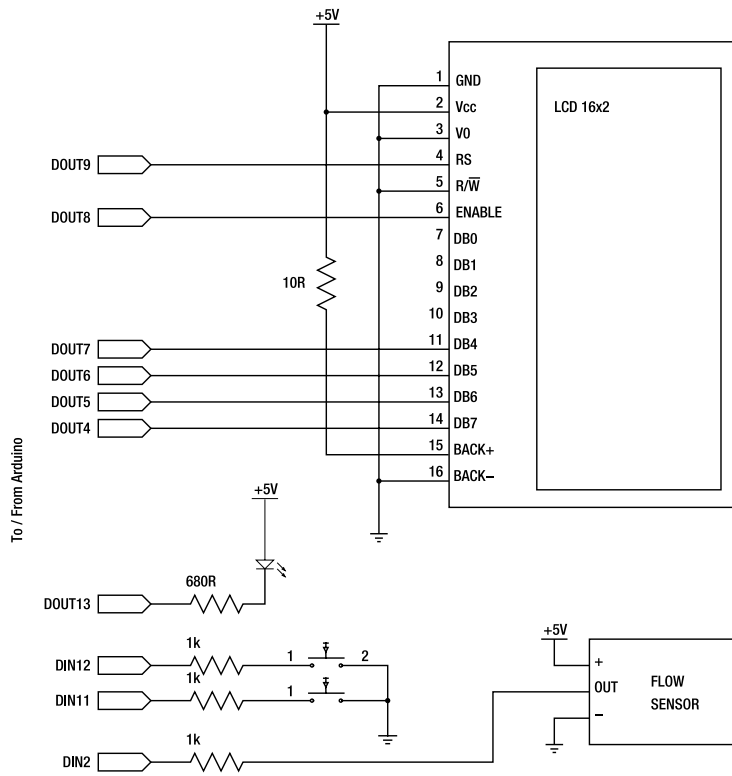 +5V
1 GND
2 Vcc
LCD 16x2
3 V0
DOUT9 4 RS
5 R/W̅
DOUT8 6 ENABLE
7 DB0
8 DB1
10R
9 DB2
10 DB3
DOUT7 11 DB4
DOUT6 12 DB5
DOUT5 13 DB6
DOUT4 14 DB7
15 BACK+
16 BACK−
To / From Arduino
+5V
680R
DOUT13
1k
DIN12 1 2
1k
DIN11 1
+5V
+
OUT
−
FLOW
SENSOR
1k
DIN2